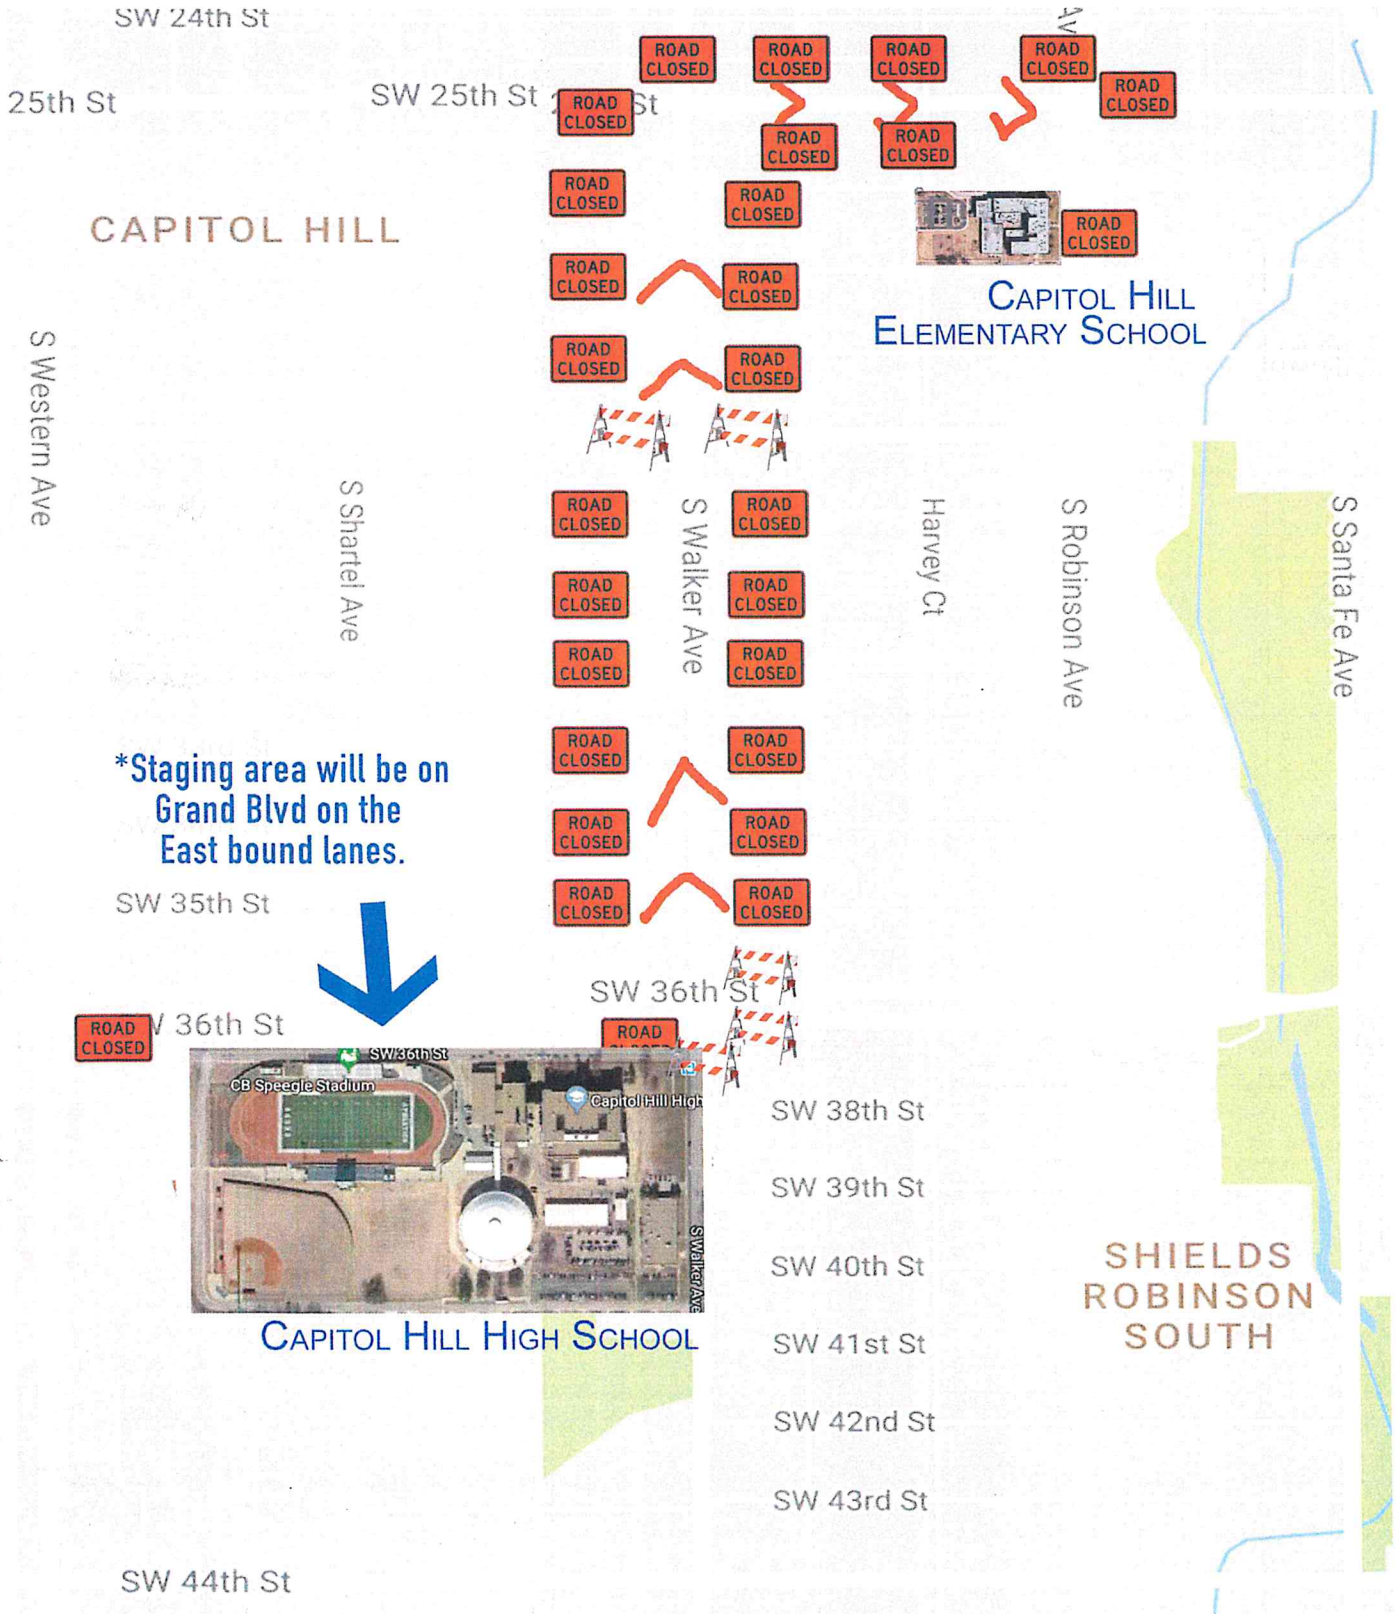 SW 24th St
Av
ROAD
CLOSED
ROAD
CLOSED
ROAD
CLOSED
ROAD
CLOSED
ROAD
CLOSED
25th St
SW 25th St
St
ROAD
CLOSED
ROAD
CLOSED
ROAD
CLOSED
ROAD
CLOSED
ROAD
CLOSED
CAPITOL HILL
ROAD
CLOSED
ROAD
CLOSED
ROAD
CLOSED
CAPITOL HILL
ELEMENTARY SCHOOL
ROAD
CLOSED
ROAD
CLOSED
S Western Ave
S Shartel Ave
S Walker Ave
Harvey Ct
S Robinson Ave
S Santa Fe Ave
ROAD
CLOSED
ROAD
CLOSED
ROAD
CLOSED
ROAD
CLOSED
ROAD
CLOSED
ROAD
CLOSED
ROAD
CLOSED
ROAD
CLOSED
ROAD
CLOSED
ROAD
CLOSED
ROAD
CLOSED
ROAD
CLOSED
*Staging area will be on
Grand Blvd on the
East bound lanes.
SW 35th St
SW 36th St
ROAD
CLOSED
36th St
ROAD
SW 36th St
CB Speegle Stadium
Capitol Hill High
S Walker Ave
CAPITOL HILL HIGH SCHOOL
SW 38th St
SW 39th St
SW 40th St
SW 41st St
SW 42nd St
SW 43rd St
SHIELDS
ROBINSON
SOUTH
SW 44th St